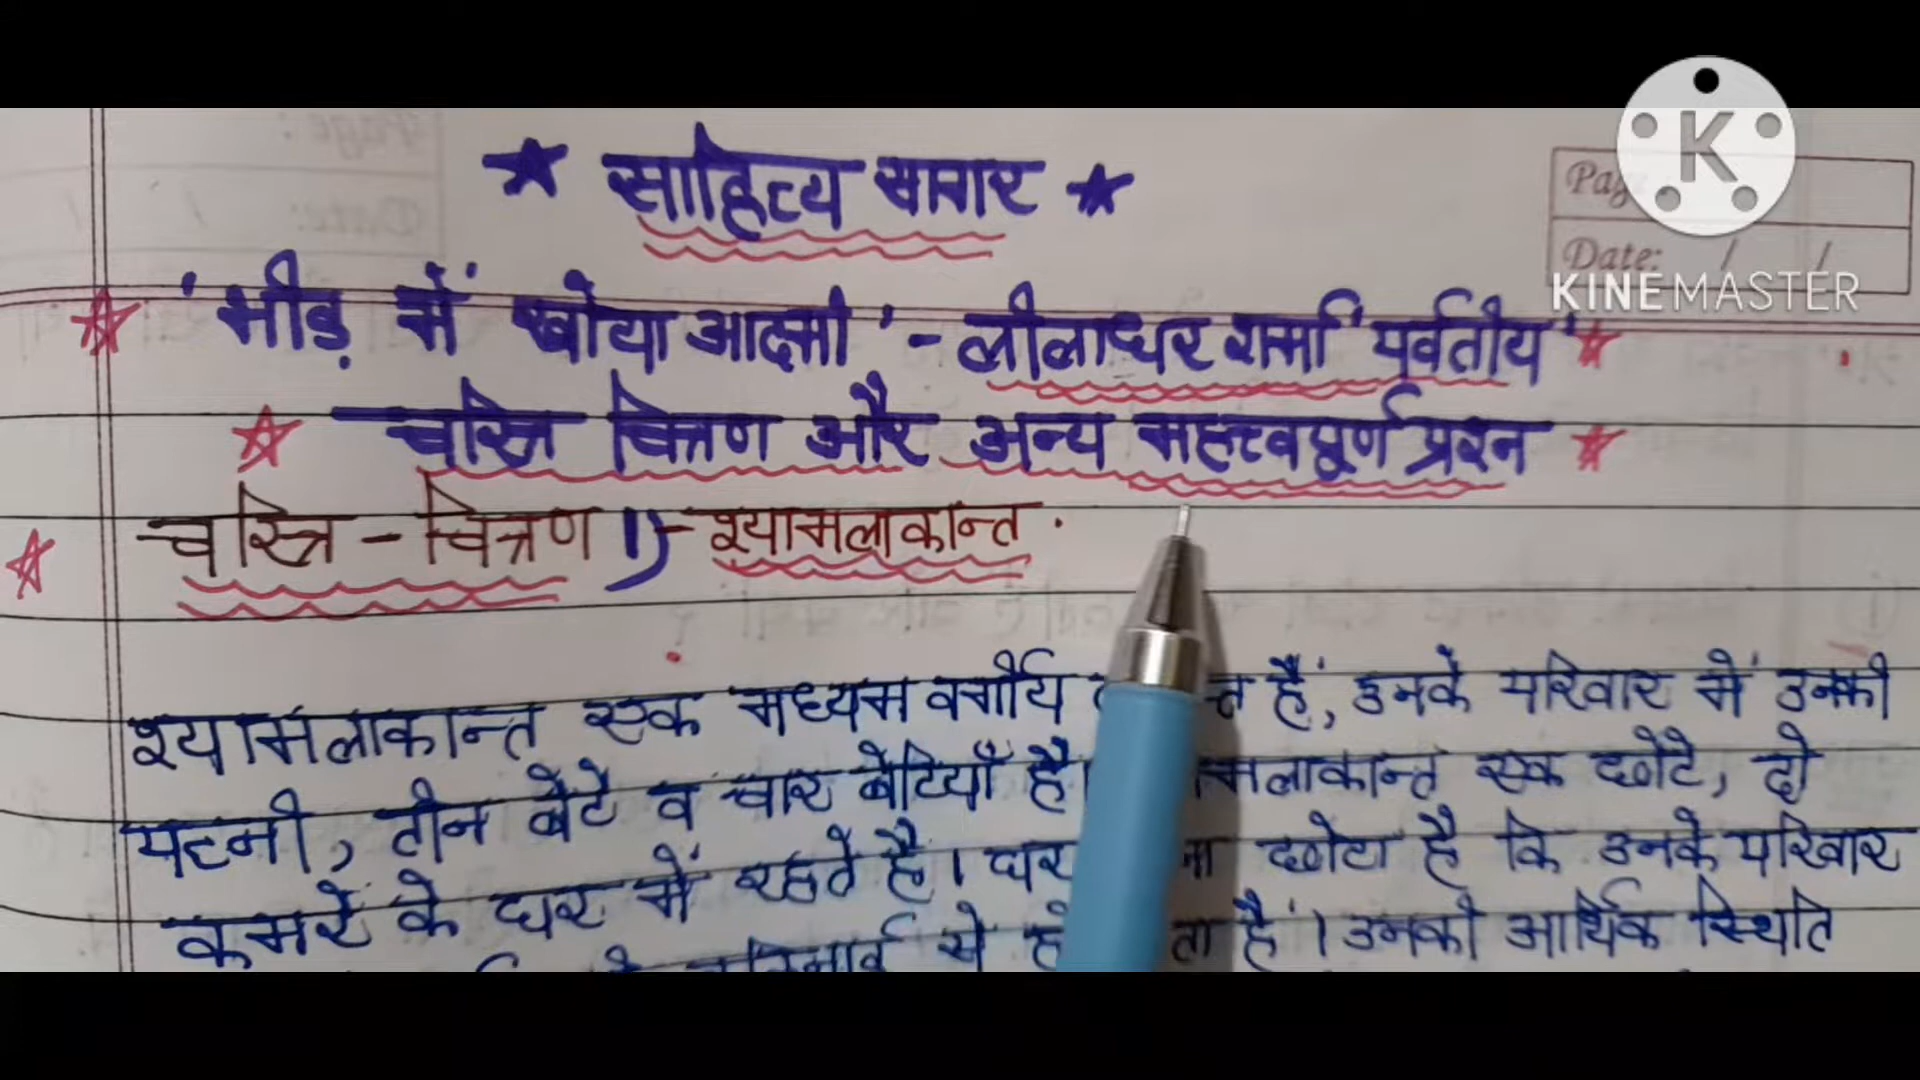 Page:
Date: / /
K
KINEMASTER
★ साहित्य सागर ★
'भीड़ में खोया आदमी' - लीलाधर शर्मा 'पर्वतीय'
चरित्र चित्रण और अन्य महत्त्वपूर्ण प्रश्न
चरित्र - चित्रण 1) - श्यामलाकान्त .
श्यामलाकान्त एक मध्यम वर्गीय हैं, उनके परिवार में उनकी
पत्नी, तीन बेटे व चार बेटियाँ है। एक छोटे, दो
कमरे के घर में रहते है। घर छोटा है कि उनके परिवार
से है। उनकी आर्थिक स्थिति